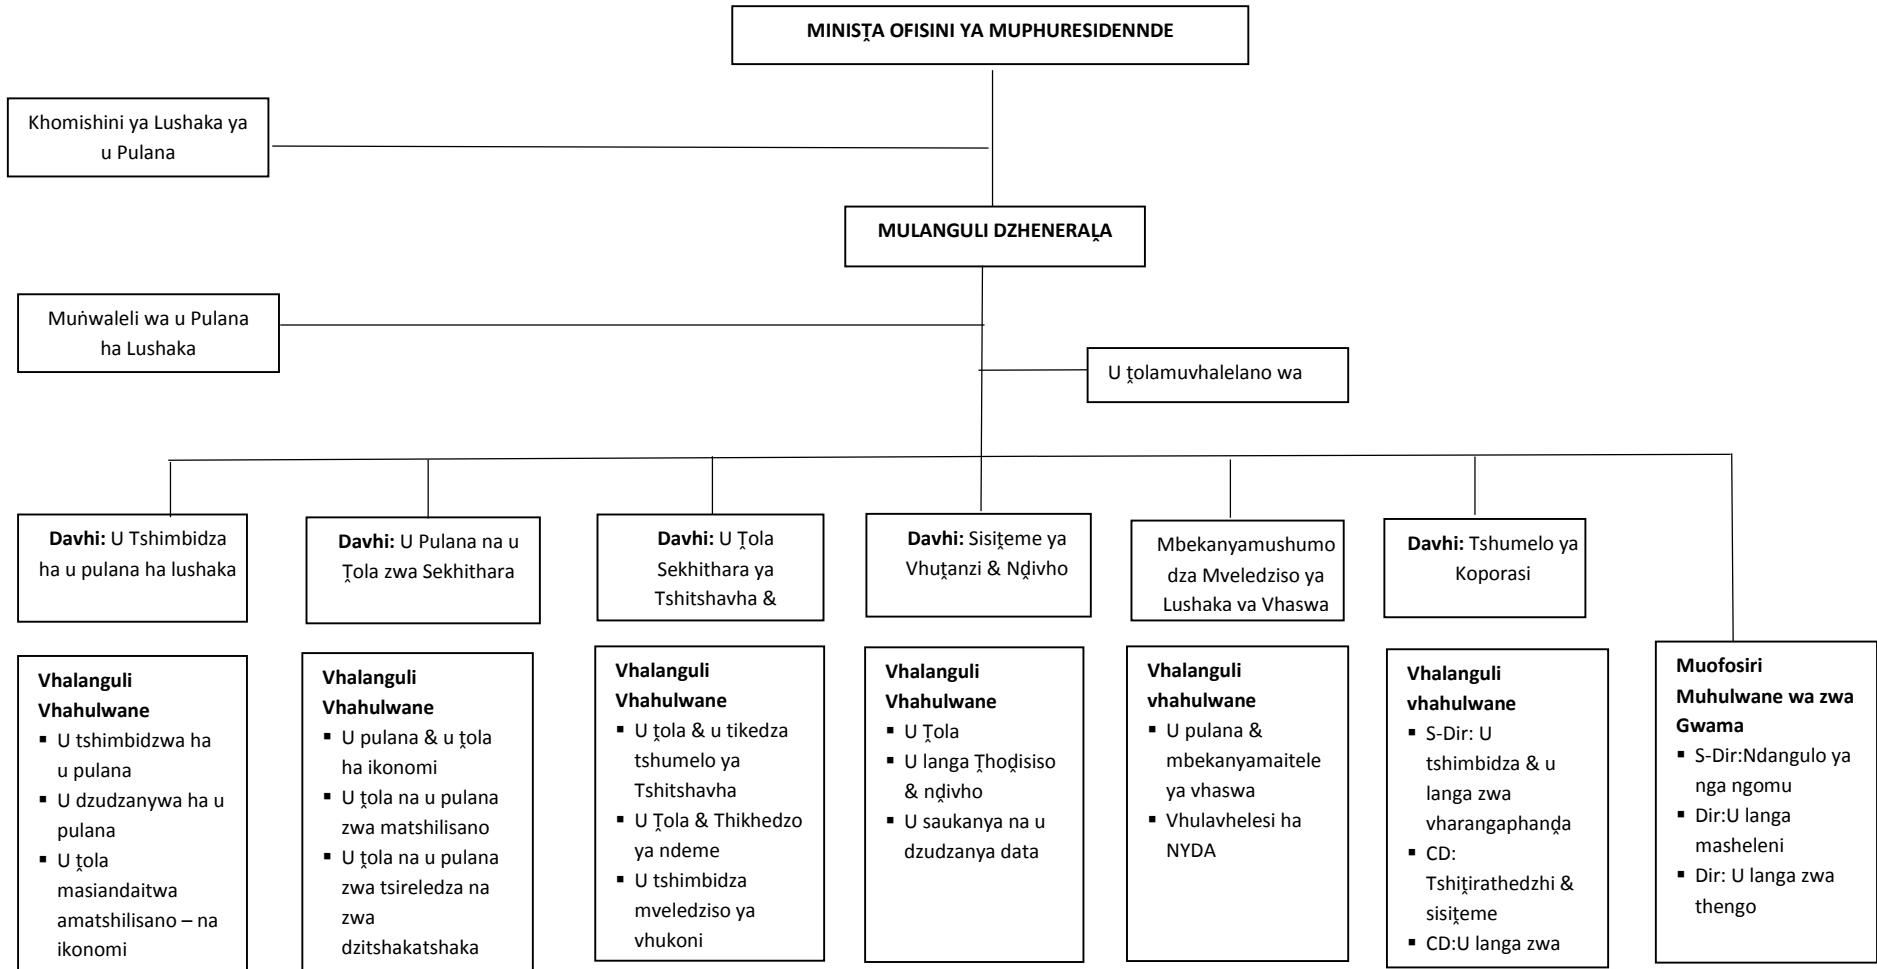 MINISṰA OFISINI YA MUPHURESIDENNDE
Khomishini ya Lushaka ya
u Pulana
MULANGULI DZHENERAḼA
Muṅwaleli wa u Pulana
ha Lushaka
U ṱolamuvhalelano wa
Davhi: U Tshimbidza
ha u pulana ha lushaka
Davhi: U Pulana na u
Ṱola zwa Sekhithara
Davhi: U Ṱola
Sekhithara ya
Tshitshavha &
Davhi: Sisiṱeme ya
Vhuṱanzi & Nḓivho
Mbekanyamushumo
dza Mveledziso ya
Lushaka va Vhaswa
Davhi: Tshumelo ya
Koporasi
Vhalanguli
Vhahulwane
▪ U tshimbidzwa ha
u pulana
▪ U dzudzanywa ha u
pulana
▪ U ṱola
masiandaitwa
amatshilisano – na
ikonomi
Vhalanguli
Vhahulwane
▪ U pulana & u ṱola
ha ikonomi
▪ U ṱola na u pulana
zwa matshilisano
▪ U ṱola na u pulana
zwa tsireledza na
zwa
dzitshakatshaka
Vhalanguli
Vhahulwane
▪ U ṱola & u tikedza
tshumelo ya
Tshitshavha
▪ U Ṱola & Thikhedzo
ya ndeme
▪ U tshimbidza
mveledziso ya
vhukoni
Vhalanguli
Vhahulwane
▪ U Ṱola
▪ U langa Ṱhoḓisiso
& nḓivho
▪ U saukanya na u
dzudzanya data
Vhalanguli
vhahulwane
▪ U pulana &
mbekanyamaitele
ya vhaswa
▪ Vhulavhelesi ha
NYDA
Vhalanguli
vhahulwane
▪ S-Dir: U
tshimbidza & u
langa zwa
vharangaphanḓa
▪ CD:
Tshiṱirathedzhi &
sisiṱeme
▪ CD:U langa zwa
Muofosiri
Muhulwane wa zwa
Gwama
▪ S-Dir:Ndangulo ya
nga ngomu
▪ Dir:U langa
masheleni
▪ Dir: U langa zwa
thengo